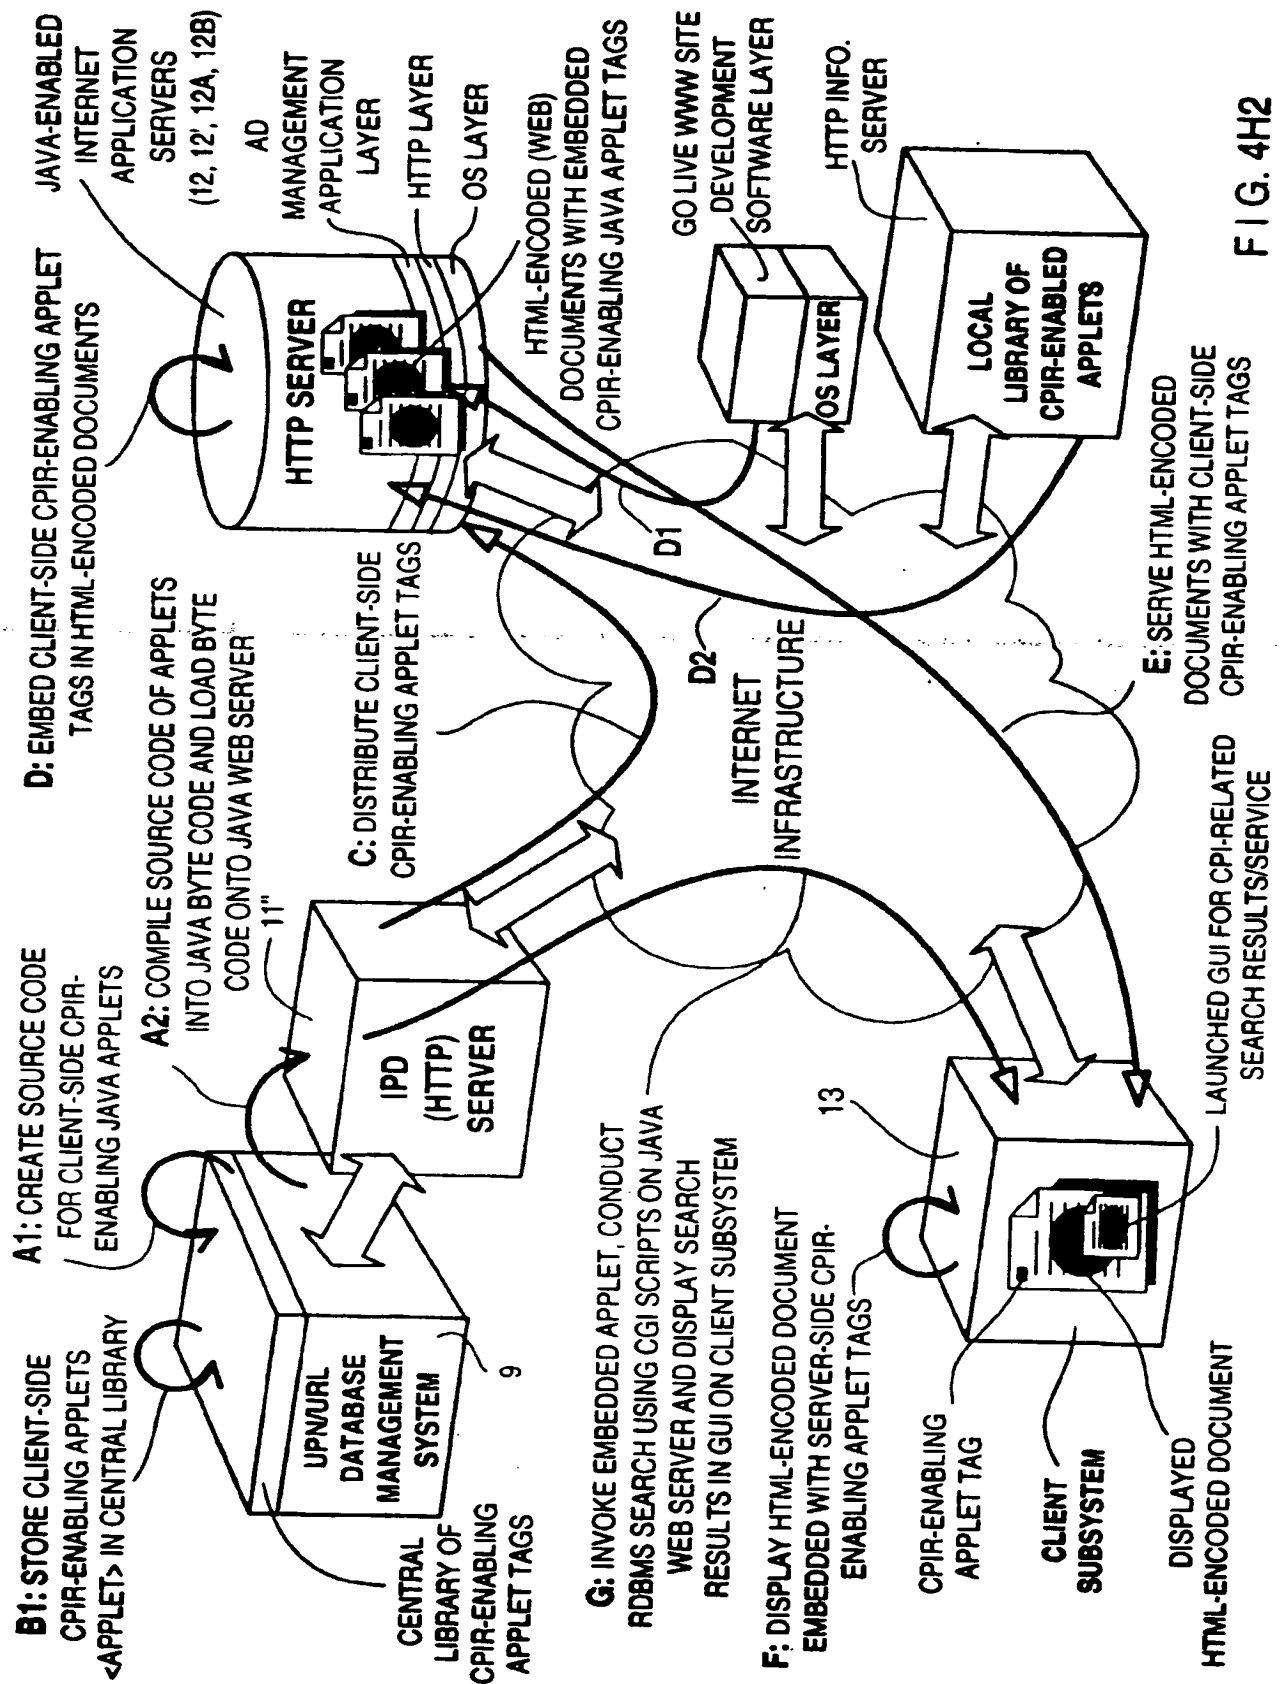 B1: STORE CLIENT-SIDE
CPIR-ENABLING APPLETS
<APPLET> IN CENTRAL LIBRARY
A1: CREATE SOURCE CODE
FOR CLIENT-SIDE CPIR-
ENABLING JAVA APPLETS
A2: COMPILE SOURCE CODE OF APPLETS
INTO JAVA BYTE CODE AND LOAD BYTE
CODE ONTO JAVA WEB SERVER
11"
D: EMBED CLIENT-SIDE CPIR-ENABLING APPLET
TAGS IN HTML-ENCODED DOCUMENTS
JAVA-ENABLED
INTERNET
APPLICATION
SERVERS
(12, 12', 12A, 12B)
AD
MANAGEMENT
APPLICATION
LAYER
HTTP LAYER
OS LAYER
HTTP SERVER
HTML-ENCODED (WEB)
DOCUMENTS WITH EMBEDDED
CPIR-ENABLING JAVA APPLET TAGS
C: DISTRIBUTE CLIENT-SIDE
CPIR-ENABLING APPLET TAGS
UPN/URL
DATABASE
MANAGEMENT
SYSTEM
9
IPD
(HTTP)
SERVER
CENTRAL
LIBRARY OF
CPIR-ENABLING
APPLET TAGS
D1
D2
INTERNET
INFRASTRUCTURE
GO LIVE WWW SITE
DEVELOPMENT
SOFTWARE LAYER
OS LAYER
HTTP INFO.
SERVER
LOCAL
LIBRARY OF
CPIR-ENABLED
APPLETS
G: INVOKE EMBEDDED APPLET, CONDUCT
RDBMS SEARCH USING CGI SCRIPTS ON JAVA
WEB SERVER AND DISPLAY SEARCH
RESULTS IN GUI ON CLIENT SUBSYSTEM
F: DISPLAY HTML-ENCODED DOCUMENT
EMBEDDED WITH SERVER-SIDE CPIR-
ENABLING APPLET TAGS
13
CPIR-ENABLING
APPLET TAG
CLIENT
SUBSYSTEM
DISPLAYED
HTML-ENCODED DOCUMENT
LAUNCHED GUI FOR CPI-RELATED
SEARCH RESULTS/SERVICE
E: SERVE HTML-ENCODED
DOCUMENTS WITH CLIENT-SIDE
CPIR-ENABLING APPLET TAGS
FIG. 4H2